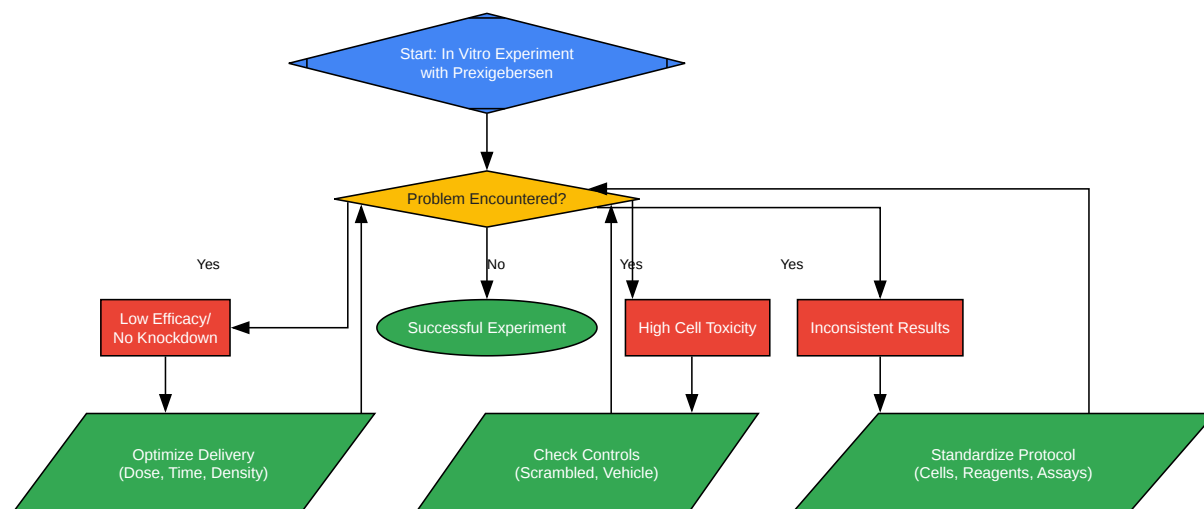 Start: In Vitro Experiment
with Prexigebersen
Problem Encountered?
Yes
No
Yes
Yes
Low Efficacy/
No Knockdown
Successful Experiment
High Cell Toxicity
Inconsistent Results
Optimize Delivery
(Dose, Time, Density)
Check Controls
(Scrambled, Vehicle)
Standardize Protocol
(Cells, Reagents, Assays)